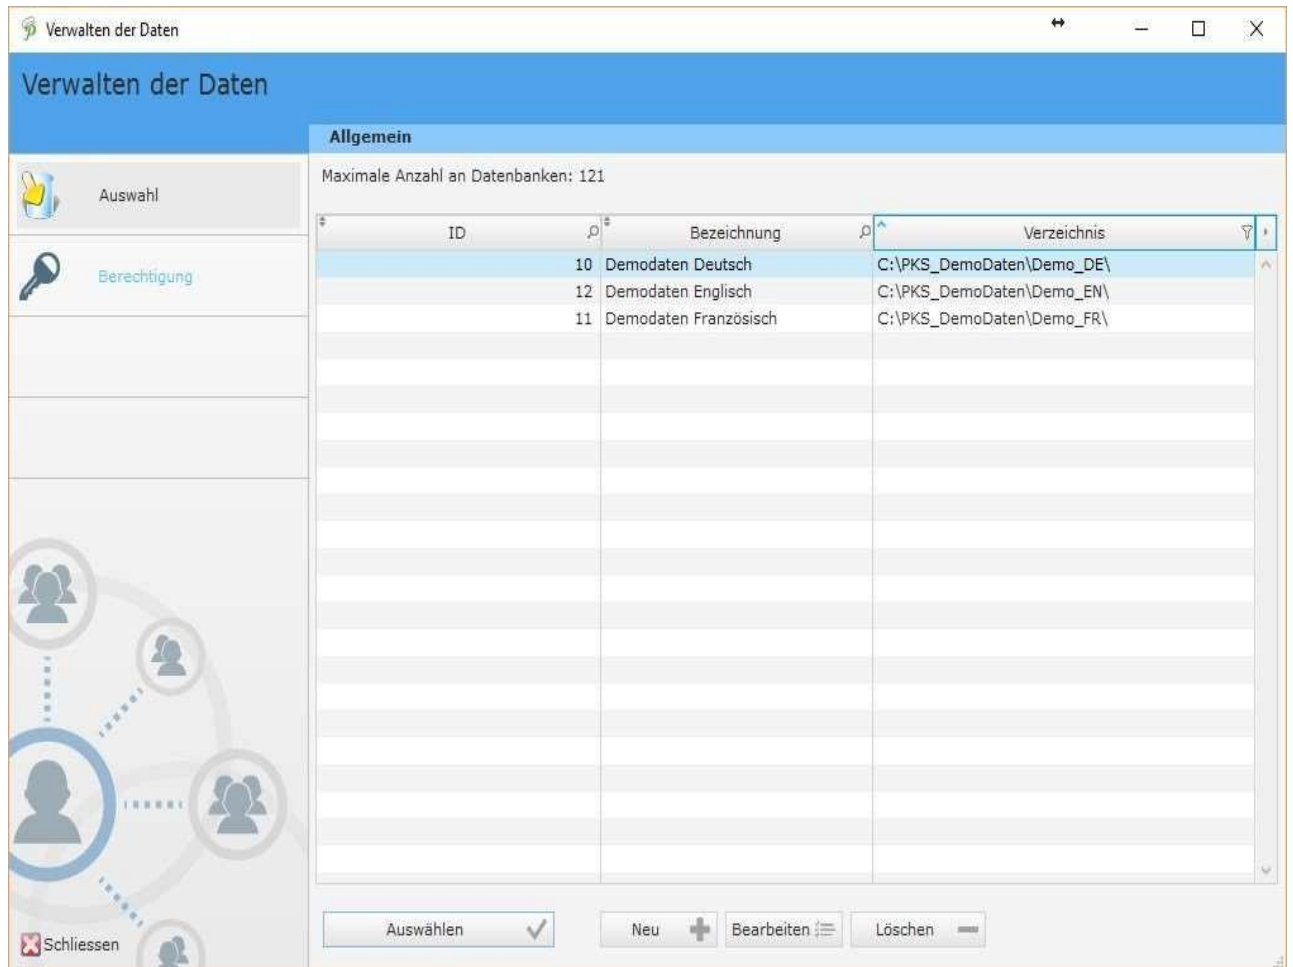 Verwalten der Daten
Verwalten der Daten
Allgemein
Auswahl
Berechtigung
Maximale Anzahl an Datenbanken: 121
ID Bezeichnung Verzeichnis
10 Demodaten Deutsch C:\PKS_DemoDaten\Demo_DE\
12 Demodaten Englisch C:\PKS_DemoDaten\Demo_EN\
11 Demodaten Französisch C:\PKS_DemoDaten\Demo_FR\
Schliessen
Auswählen Neu Bearbeiten Löschen